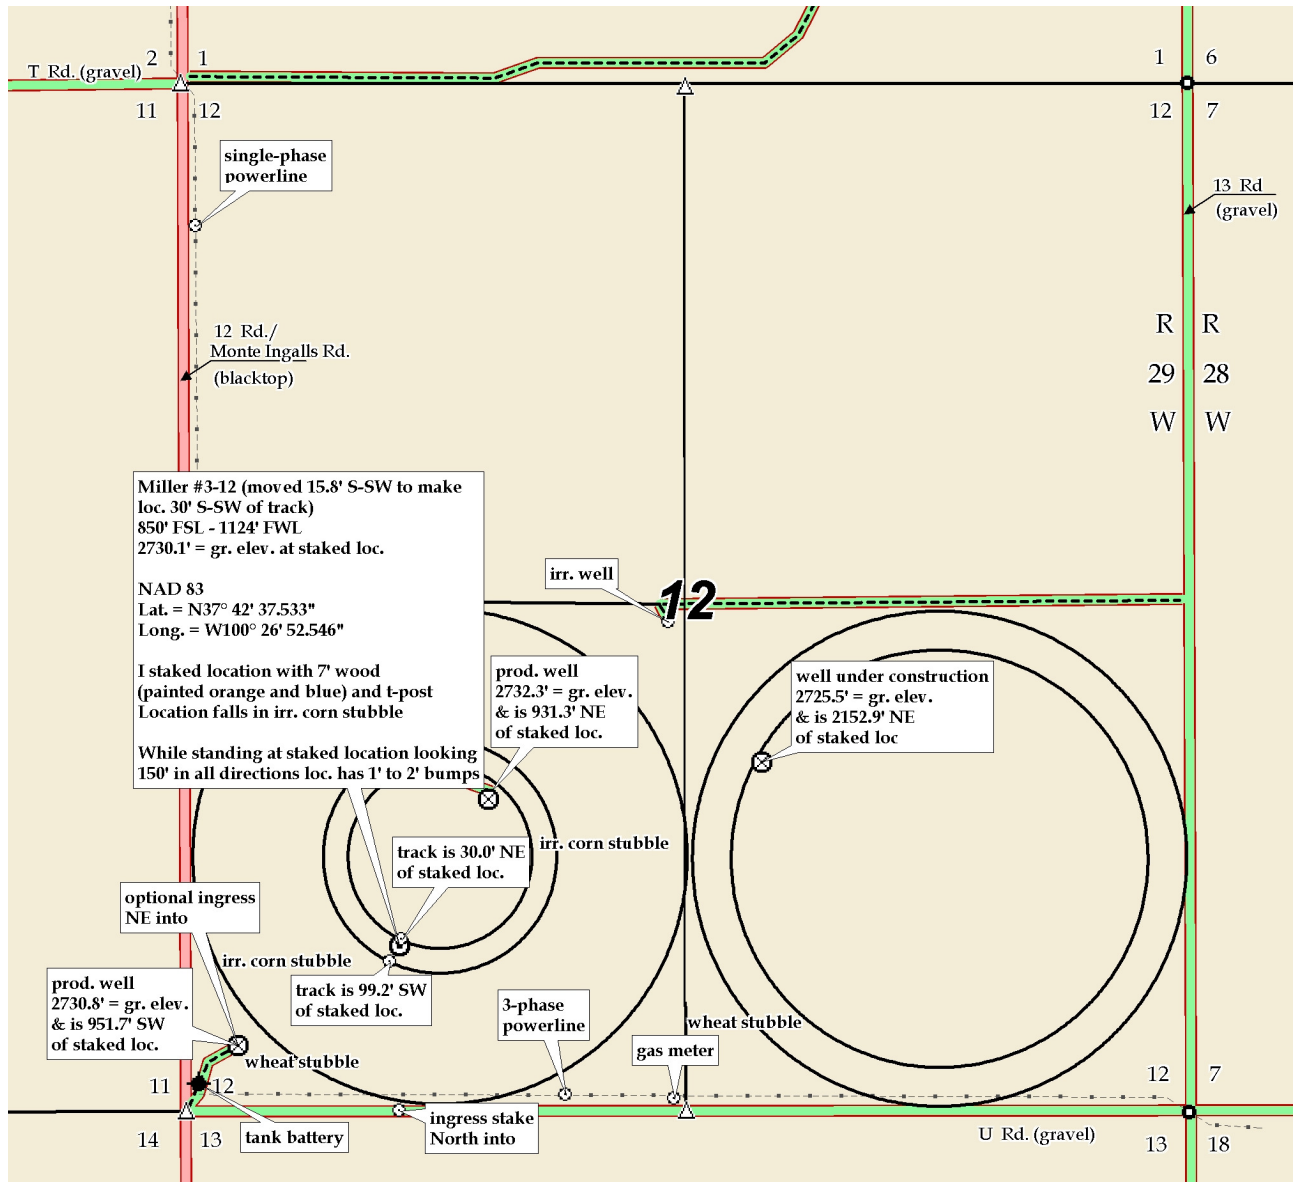 2 1
1 6
T Rd. (gravel)
11 12
12 7
single-phase
powerline
13 Rd
(gravel)
R R
29 28
W W
12 Rd./
Monte Ingalls Rd.
(blacktop)
Miller #3-12 (moved 15.8' S-SW to make
loc. 30' S-SW of track)
850' FSL - 1124' FWL
2730.1' = gr. elev. at staked loc.
NAD 83
Lat. = N37° 42' 37.533"
Long. = W100° 26' 52.546"
I staked location with 7' wood
(painted orange and blue) and t-post
Location falls in irr. corn stubble
While standing at staked location looking
150' in all directions loc. has 1' to 2' bumps
irr. well
12
prod. well
2732.3' = gr. elev.
& is 931.3' NE
of staked loc.
well under construction
2725.5' = gr. elev.
& is 2152.9' NE
of staked loc
irr. corn stubble
track is 30.0' NE
of staked loc.
optional ingress
NE into
irr. corn stubble
track is 99.2' SW
of staked loc.
prod. well
2730.8' = gr. elev.
& is 951.7' SW
of staked loc.
3-phase
powerline
wheat stubble
gas meter
wheat stubble
11 12
12 7
ingress stake
North into
tank battery
14 13
U Rd. (gravel)
13 18